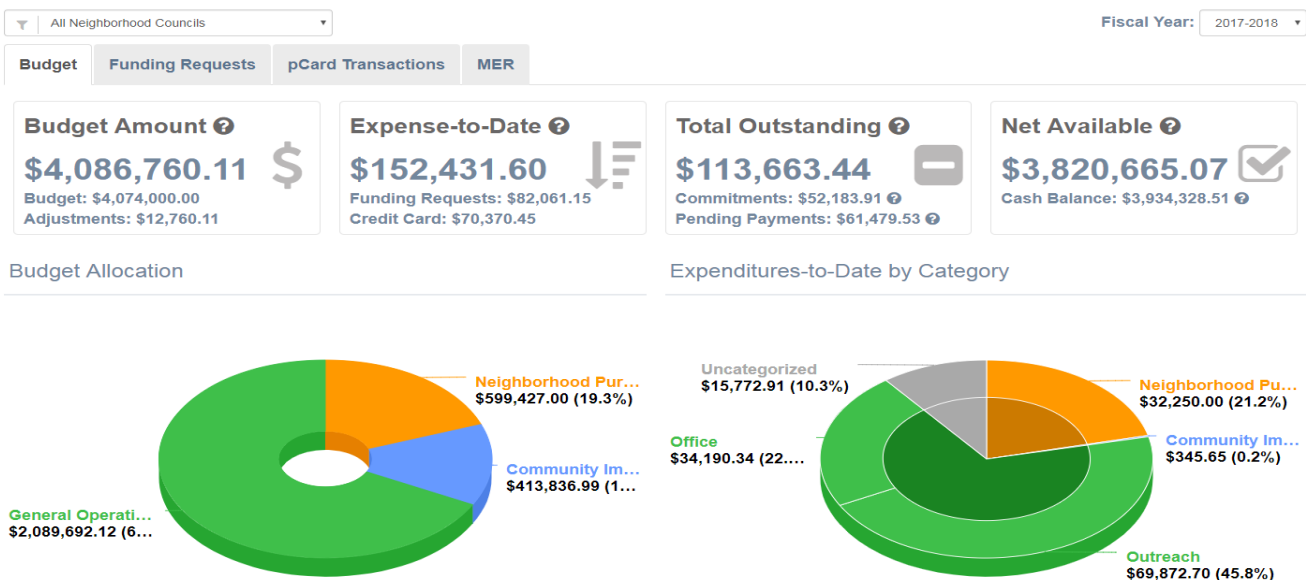 All Neighborhood Councils
Fiscal Year: 2017-2018
Budget Funding Requests pCard Transactions MER
Budget Amount
$4,086,760.11
Budget: $4,074,000.00
Adjustments: $12,760.11
Expense-to-Date
$152,431.60
Funding Requests: $82,061.15
Credit Card: $70,370.45
Total Outstanding
$113,663.44
Commitments: $52,183.91
Pending Payments: $61,479.53
Net Available
$3,820,665.07
Cash Balance: $3,934,328.51
Budget Allocation
Neighborhood Pur...
$599,427.00 (19.3%)
Community Im...
$413,836.99 (1...
General Operati...
$2,089,692.12 (6...
Expenditures-to-Date by Category
Uncategorized
$15,772.91 (10.3%)
Neighborhood Pu...
$32,250.00 (21.2%)
Office
$34,190.34 (22....
Community Im...
$345.65 (0.2%)
Outreach
$69,872.70 (45.8%)